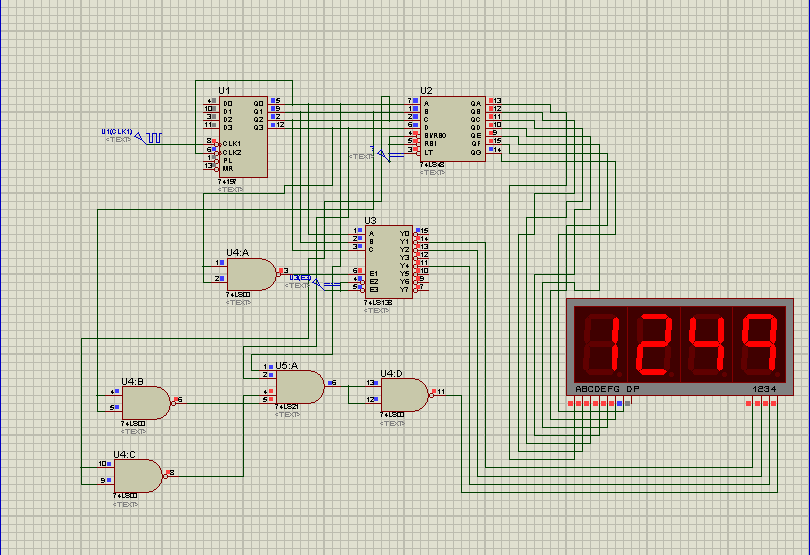 U1
4 D0 Q0 5
10 D1 Q1 9
3 D2 Q2 2
11 D3 Q3 12
8 CLK1
6 CLK2
1 PL
13 MR
74197
<TEXT>
U1(CLK1)
<TEXT>
U2
7 A QA 13
1 B QB 12
2 C QC 11
6 D QD 10
4 BI/RBO QE 9
5 RBI QF 15
3 LT QG 14
74LS48
<TEXT>
?
<TEXT>
U3
1 A Y0 15
2 B Y1 14
3 C Y2 13
Y3 12
Y4 11
6 E1 Y5 10
4 E2 Y6 9
5 E3 Y7 7
74LS138
<TEXT>
U3(E3)
<TEXT>
U4:A
1
3
2
74LS00
<TEXT>
1249
ABCDEFG DP 1234
U4:B
4
6
5
74LS00
<TEXT>
U5:A
1
2
6
4
5
74LS21
<TEXT>
U4:D
13
11
12
74LS00
<TEXT>
U4:C
10
8
9
74LS00
<TEXT>